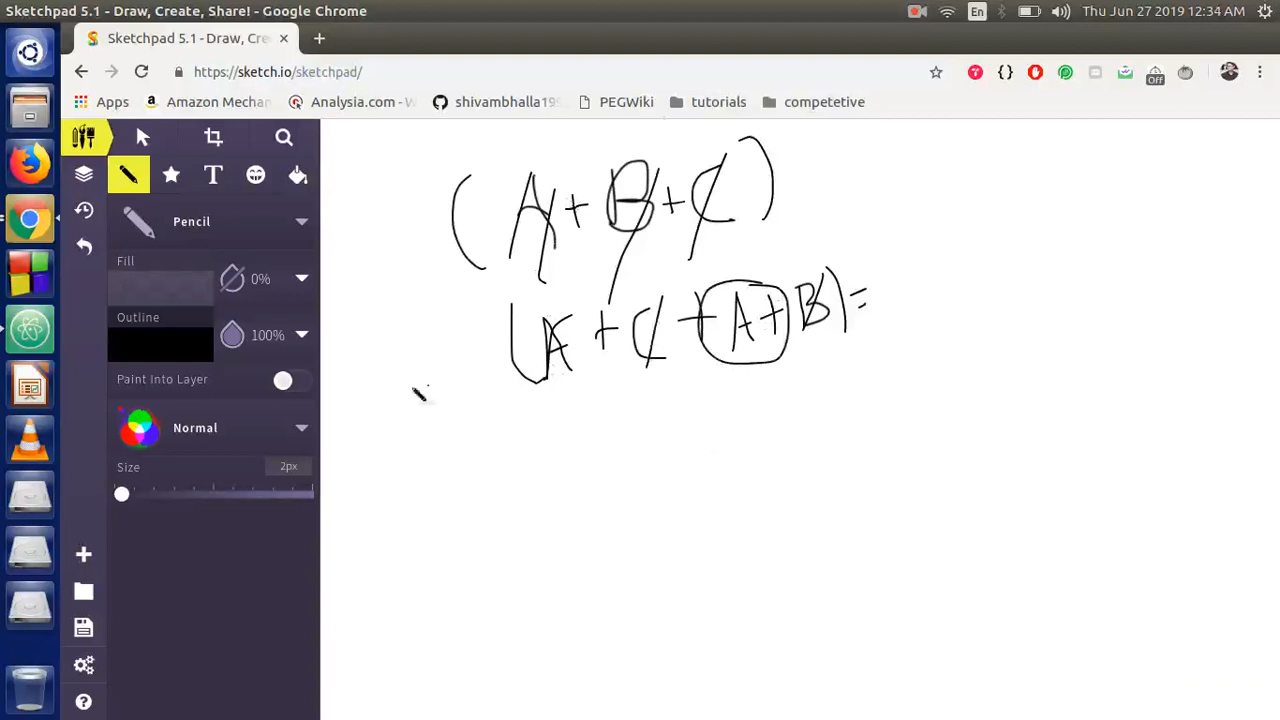 Sketchpad 5.1 - Draw, Create, Share! - Google Chrome
En
Thu Jun 27 2019 12:34 AM
Sketchpad 5.1 - Draw, Cre
https://sketch.io/sketchpad/
Off
Apps
Amazon Mechan
Analysia.com - W
shivambhalla199
PEGWiki
tutorials
competetive
(A+B+C)
Pencil
Fill
0%
(A+C+A+B)=
Outline
100%
Paint Into Layer
Normal
Size
2px